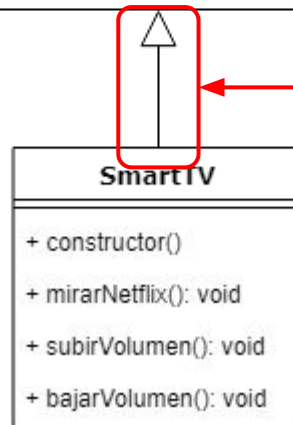 SmartTV
+ constructor()
+ mirarNetflix(): void
+ subirVolumen(): void
+ bajarVolumen(): void